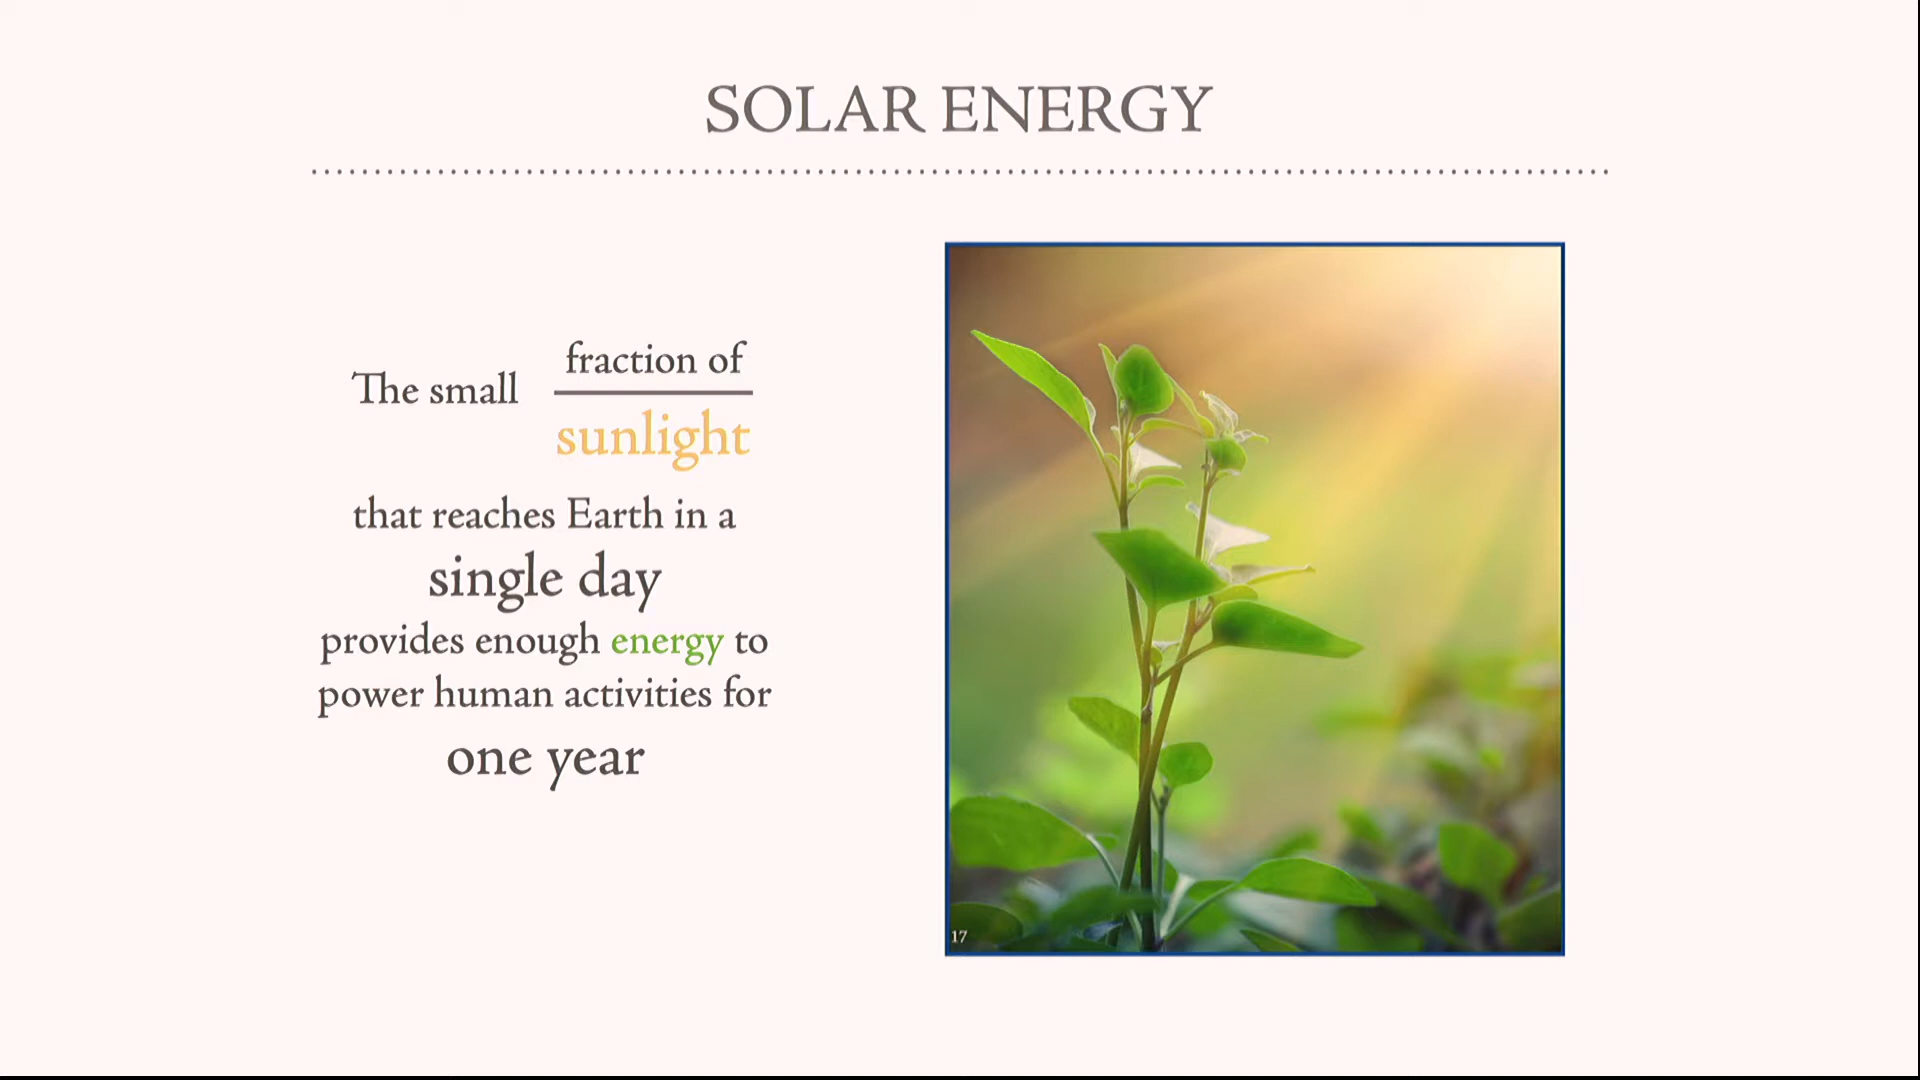 SOLAR ENERGY
The small fraction of
sunlight
that reaches Earth in a
single day
provides enough energy to
power human activities for
one year
17